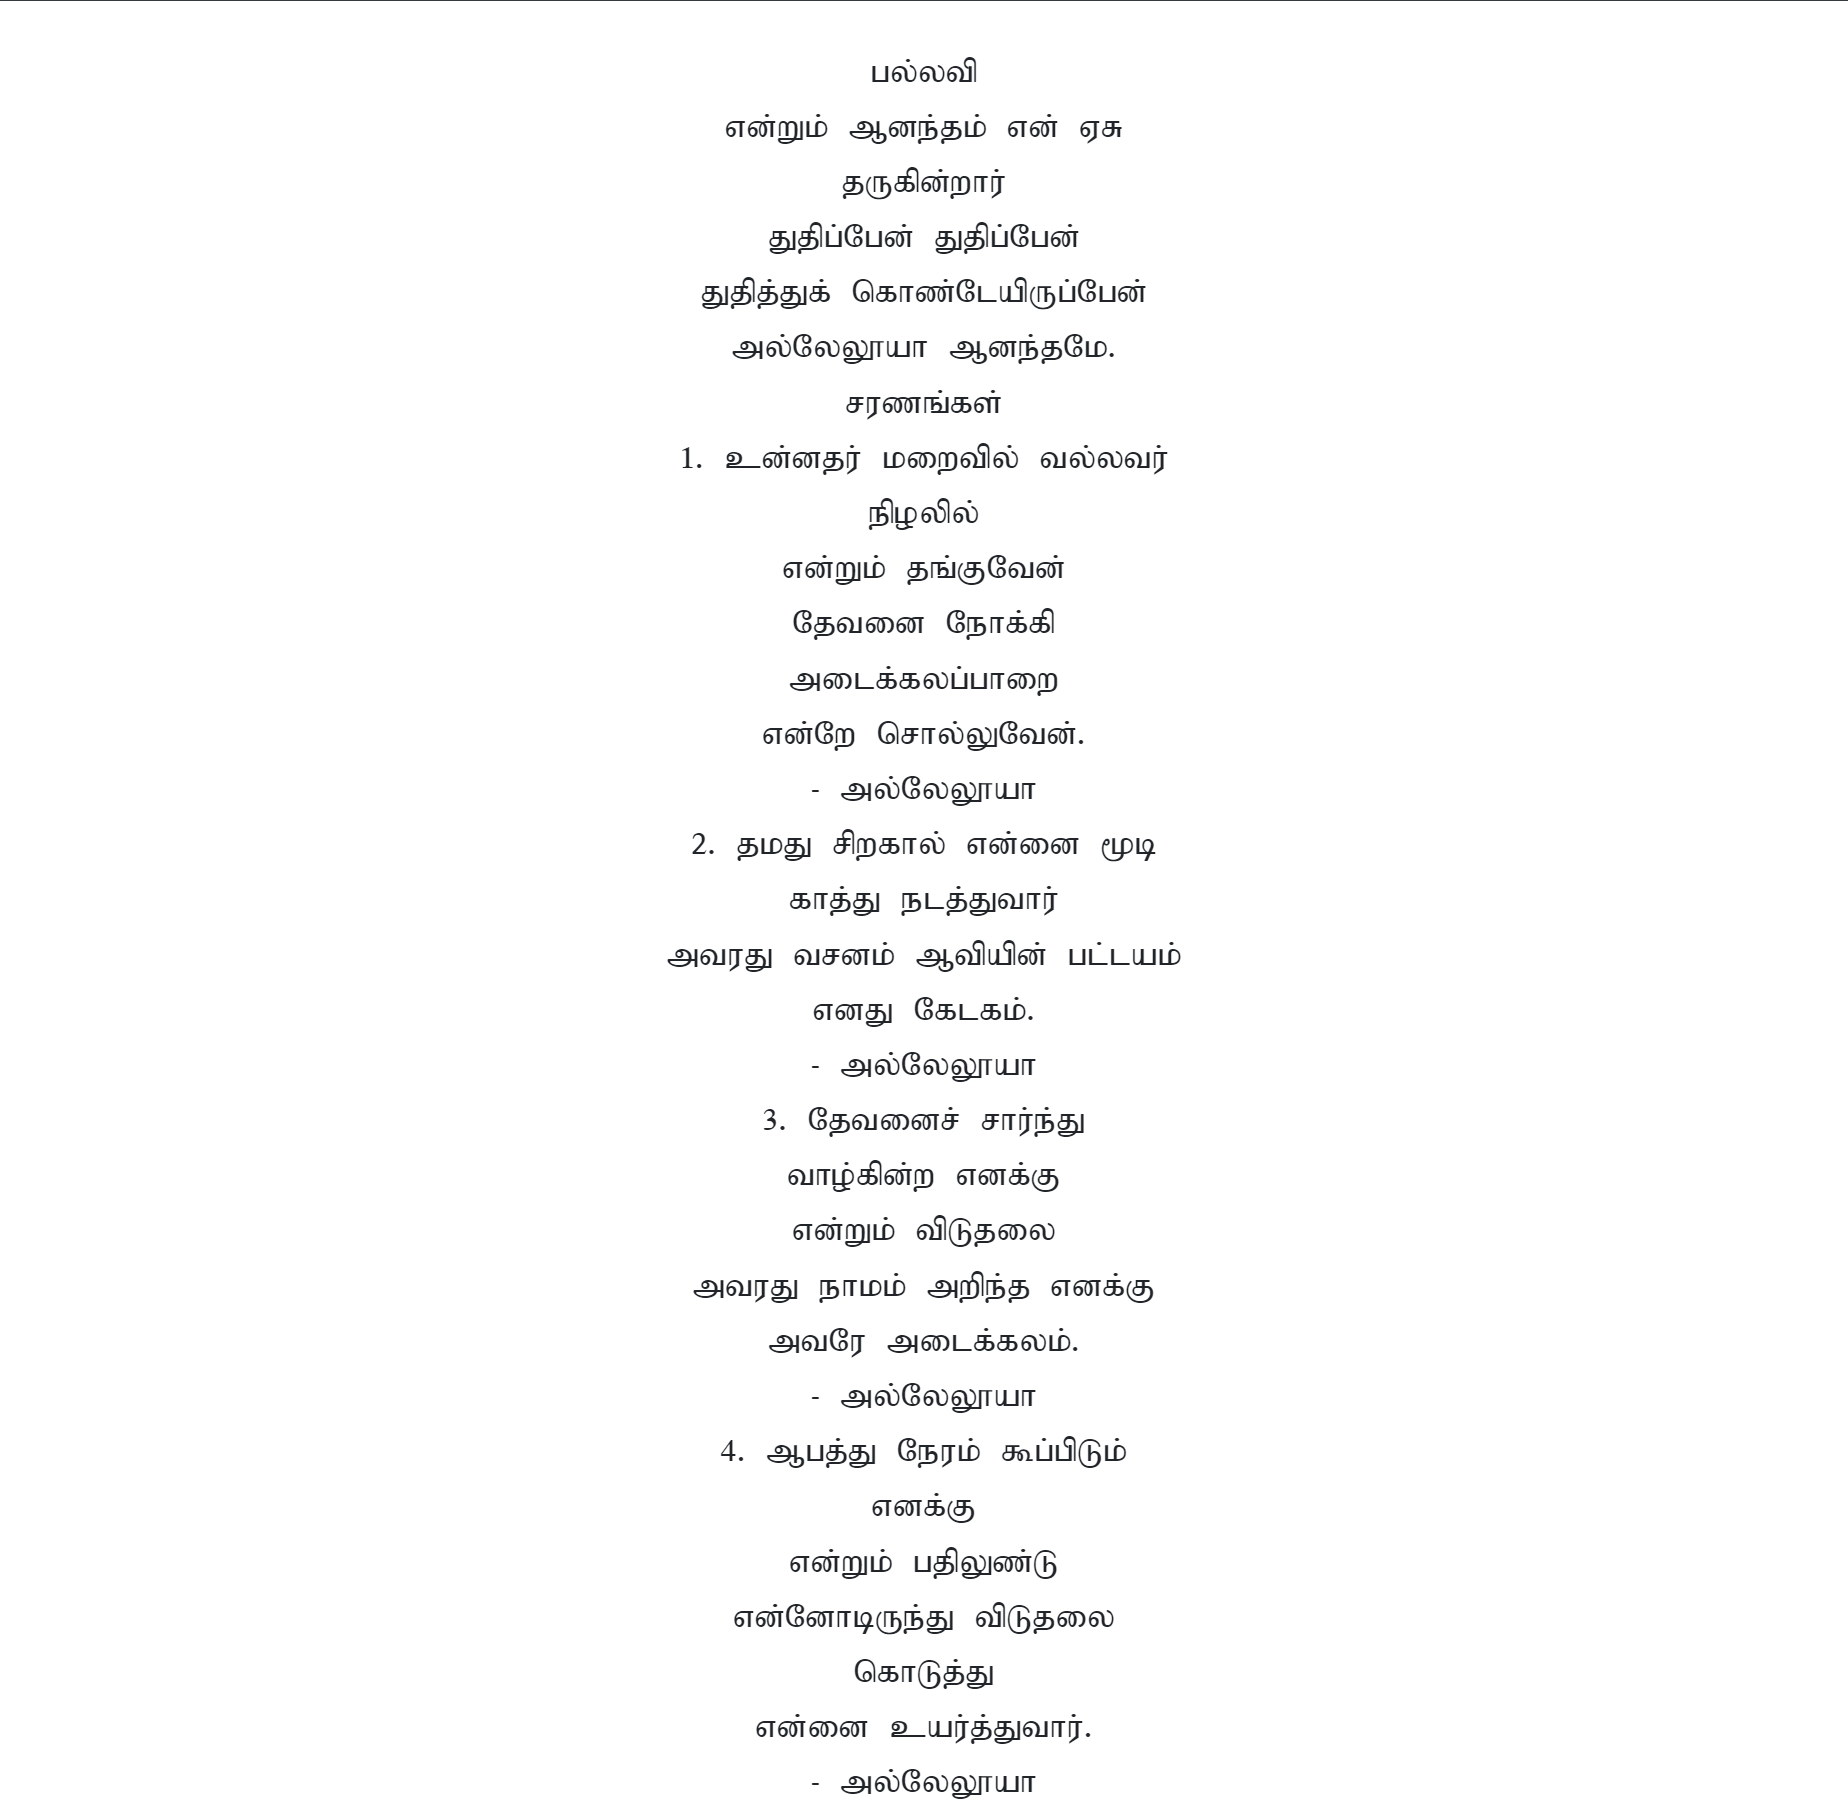 பல்லவி
என்றும் ஆனந்தம் என் ஏசு
தருகின்றார்
துதிப்பேன் துதிப்பேன்
துதித்துக் கொண்டேயிருப்பேன்
அல்லேலூயா ஆனந்தமே.
சரணங்கள்
1. உன்னதர் மறைவில் வல்லவர்
நிழலில்
என்றும் தங்குவேன்
தேவனை நோக்கி
அடைக்கலப்பாறை
என்றே சொல்லுவேன்.
- அல்லேலூயா
2. தமது சிறகால் என்னை மூடி
காத்து நடத்துவார்
அவரது வசனம் ஆவியின் பட்டயம்
எனது கேடகம்.
- அல்லேலூயா
3. தேவனைச் சார்ந்து
வாழ்கின்ற எனக்கு
என்றும் விடுதலை
அவரது நாமம் அறிந்த எனக்கு
அவரே அடைக்கலம்.
- அல்லேலூயா
4. ஆபத்து நேரம் கூப்பிடும்
எனக்கு
என்றும் பதிலுண்டு
என்னோடிருந்து விடுதலை
கொடுத்து
என்னை உயர்த்துவார்.
- அல்லேலூயா